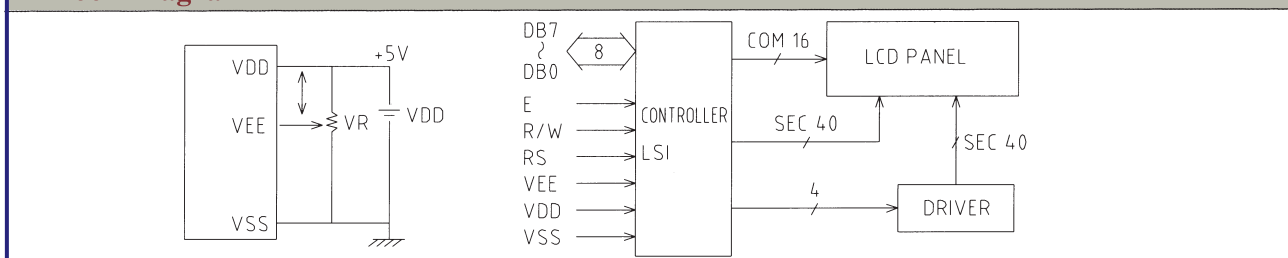 VDD
VEE
VSS
+5V
VR
VDD
DB7
~
DB0
8
E
R/W
RS
VEE
VDD
VSS
CONTROLLER
LSI
COM 16
SEC 40
4
LCD PANEL
SEC 40
DRIVER